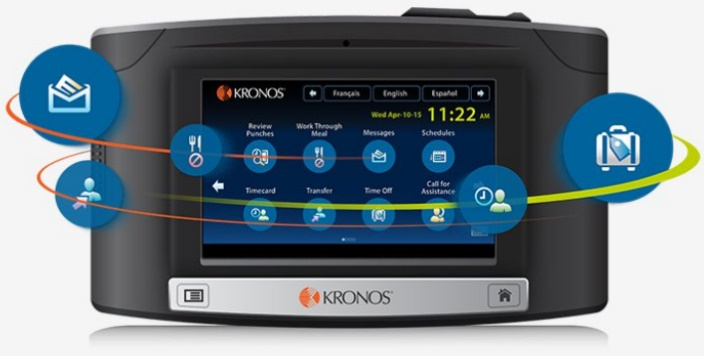 KRONOS
Français English Español
Wed Apr-10-15 11:22 AM
Review Punches
Work Through Meal
Messages
Schedules
Timecard
Transfer
Time Off
Call for Assistance
KRONOS